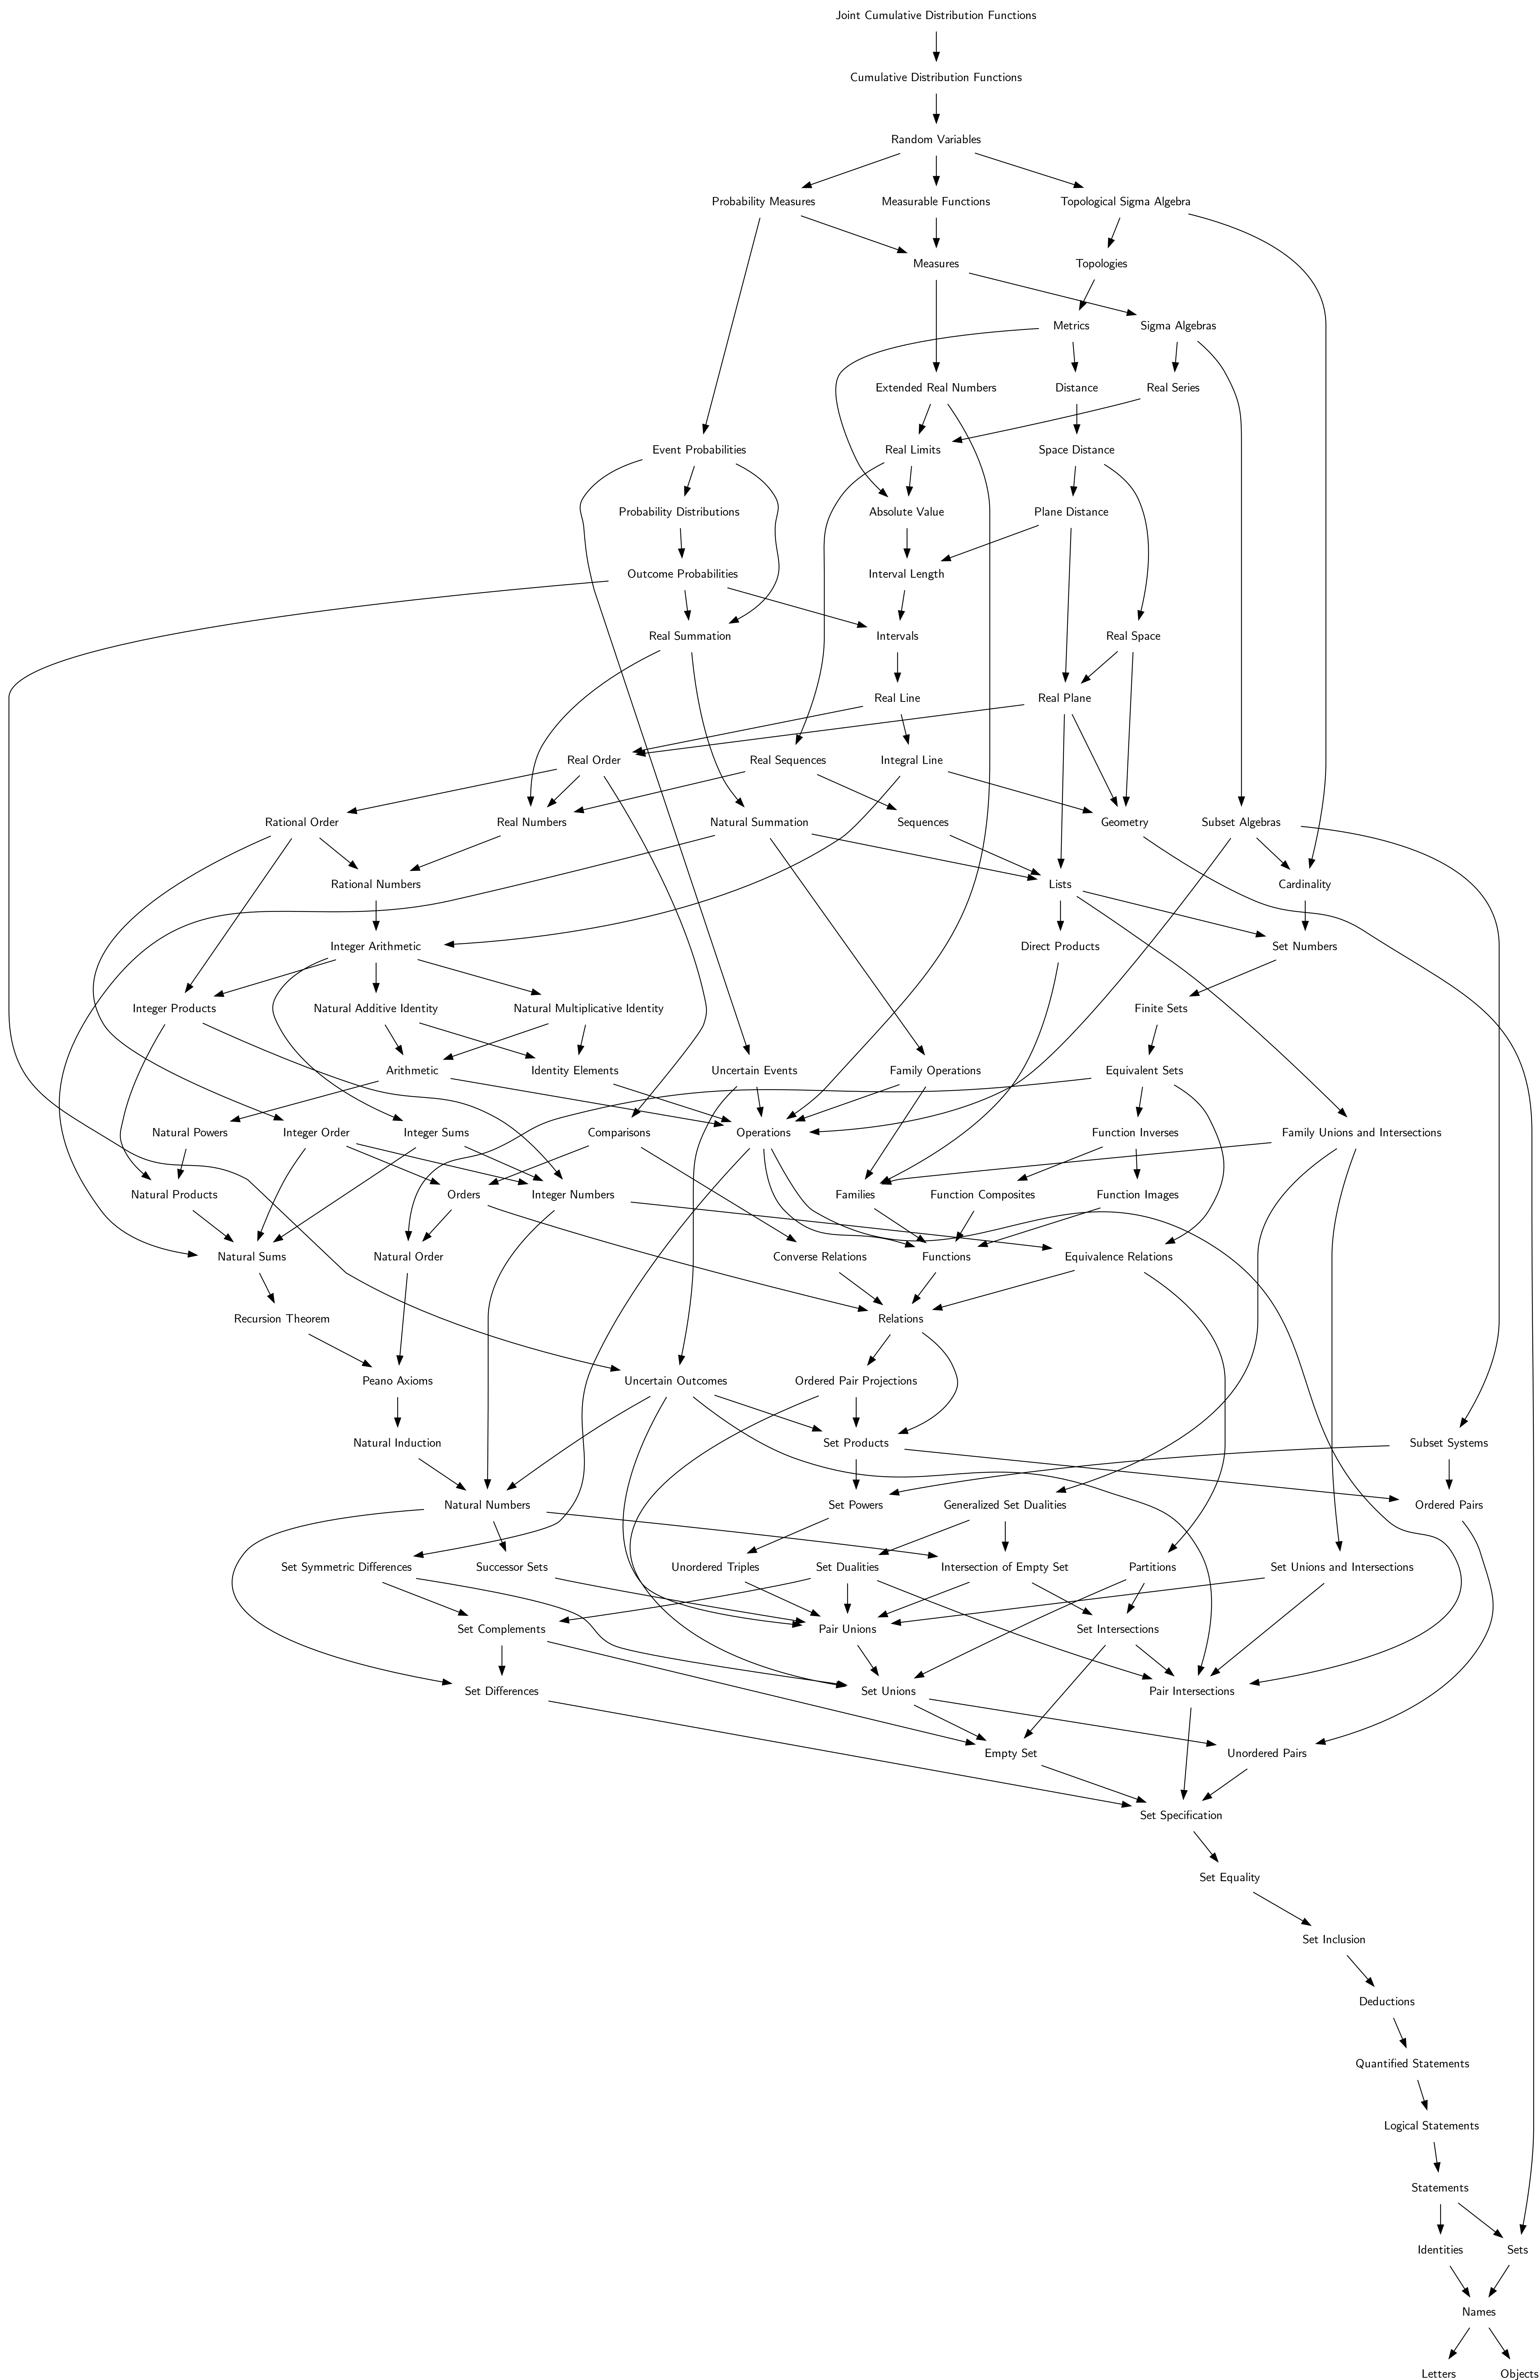 Joint Cumulative Distribution Functions
Cumulative Distribution Functions
Random Variables
Probability Measures
Measurable Functions
Topological Sigma Algebra
Measures
Topologies
Metrics
Sigma Algebras
Extended Real Numbers
Distance
Real Series
Event Probabilities
Real Limits
Space Distance
Probability Distributions
Absolute Value
Plane Distance
Outcome Probabilities
Interval Length
Real Summation
Intervals
Real Space
Real Line
Real Plane
Real Order
Real Sequences
Integral Line
Rational Order
Real Numbers
Natural Summation
Sequences
Geometry
Subset Algebras
Rational Numbers
Lists
Cardinality
Integer Arithmetic
Direct Products
Set Numbers
Integer Products
Natural Additive Identity
Natural Multiplicative Identity
Finite Sets
Arithmetic
Identity Elements
Uncertain Events
Family Operations
Equivalent Sets
Natural Powers
Integer Order
Integer Sums
Comparisons
Operations
Function Inverses
Family Unions and Intersections
Natural Products
Orders
Integer Numbers
Families
Function Composites
Function Images
Natural Sums
Natural Order
Converse Relations
Functions
Equivalence Relations
Recursion Theorem
Relations
Peano Axioms
Uncertain Outcomes
Ordered Pair Projections
Natural Induction
Set Products
Subset Systems
Natural Numbers
Set Powers
Generalized Set Dualities
Ordered Pairs
Set Symmetric Differences
Successor Sets
Unordered Triples
Set Dualities
Intersection of Empty Set
Partitions
Set Unions and Intersections
Set Complements
Pair Unions
Set Intersections
Set Differences
Set Unions
Pair Intersections
Empty Set
Unordered Pairs
Set Specification
Set Equality
Set Inclusion
Deductions
Quantified Statements
Logical Statements
Statements
Identities
Sets
Names
Letters
Objects